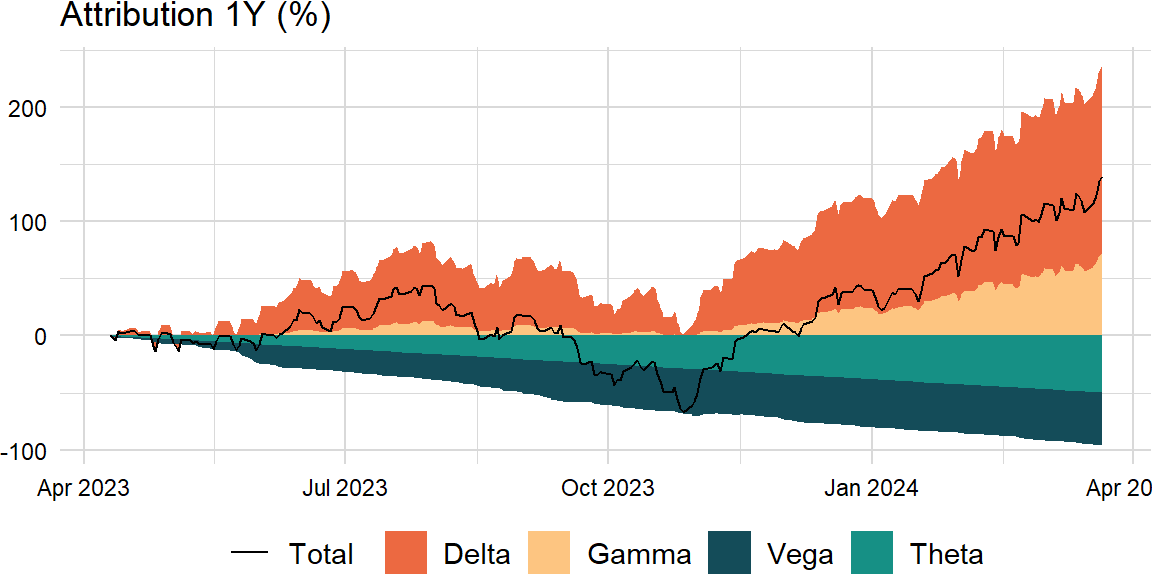 Attribution 1Y (%)
200
100
0
-100
Apr 2023 Jul 2023 Oct 2023 Jan 2024 Apr 20
Total Delta Gamma Vega Theta